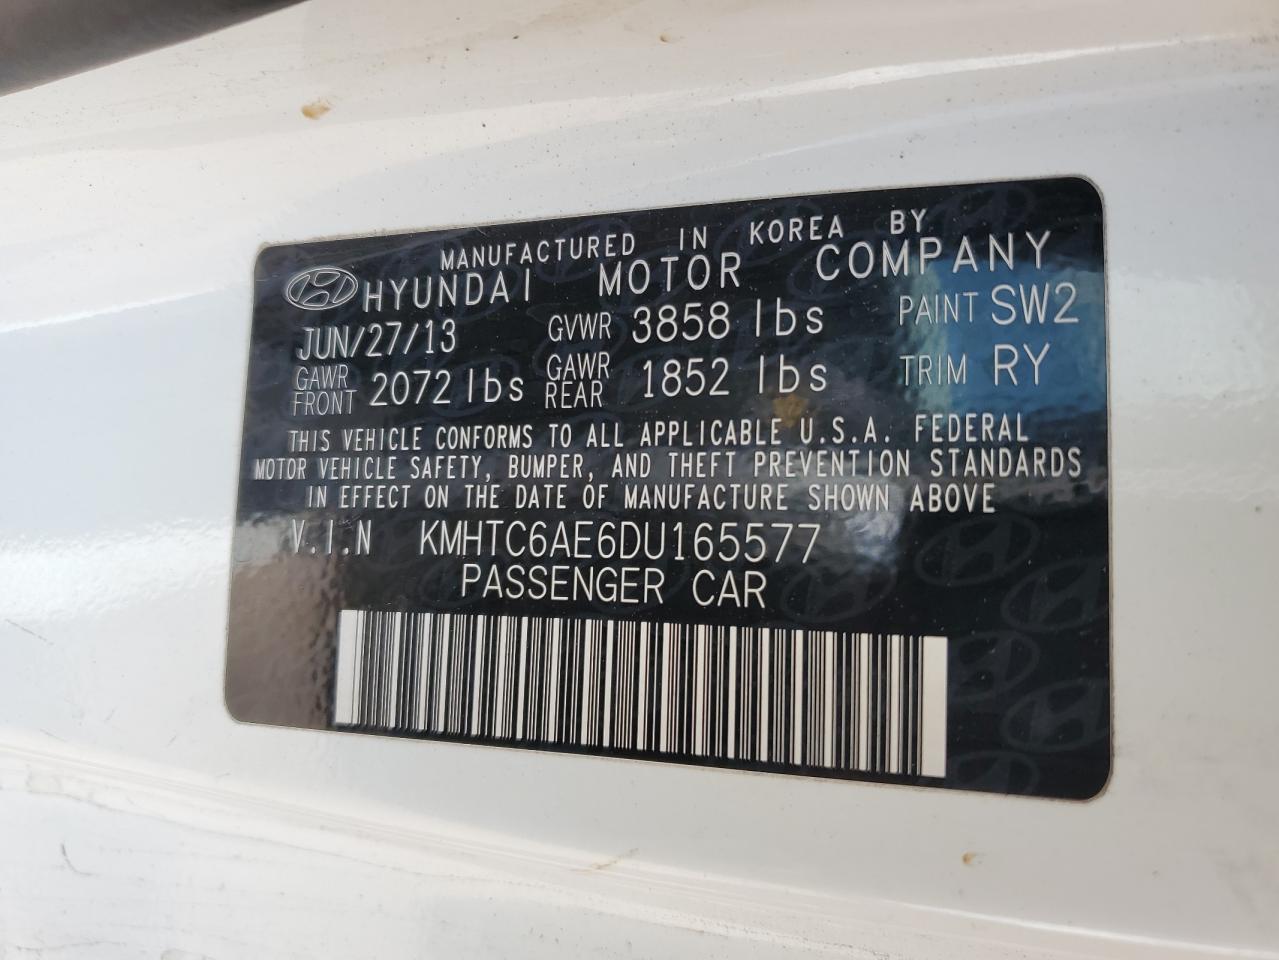 MANUFACTURED IN KOREA BY
HYUNDAI MOTOR COMPANY
JUN/27/13 GVWR 3858 lbs PAINT SW2
GAWR FRONT 2072 lbs GAWR REAR 1852 lbs TRIM RY
THIS VEHICLE CONFORMS TO ALL APPLICABLE U.S.A. FEDERAL
MOTOR VEHICLE SAFETY, BUMPER, AND THEFT PREVENTION STANDARDS
IN EFFECT ON THE DATE OF MANUFACTURE SHOWN ABOVE
V.I.N KMHTC6AE6DU165577
PASSENGER CAR